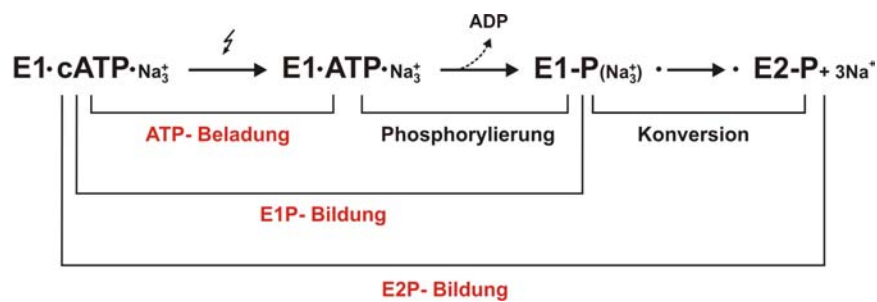 ADP
E1·cATP·Na₃⁺ → E1·ATP·Na₃⁺ → E1-P(Na₃⁺) · → · E2-P + 3Na⁺
ATP- Beladung Phosphorylierung Konversion
E1P- Bildung
E2P- Bildung